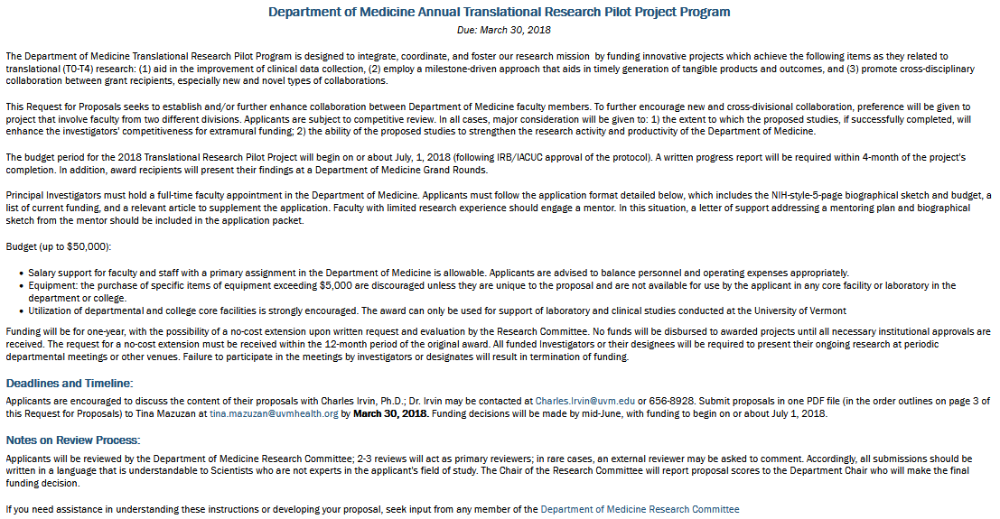 Department of Medicine Annual Translational Research Pilot Project Program
Due: March 30, 2018
The Department of Medicine Translational Research Pilot Program is designed to integrate, coordinate, and foster our research mission by funding innovative projects which achieve the following items as they related to
translational (T0-T4) research: (1) aid in the improvement of clinical data collection, (2) employ a milestone-driven approach that aids in timely generation of tangible products and outcomes, and (3) promote cross-disciplinary
collaboration between grant recipients, especially new and novel types of collaborations.
This Request for Proposals seeks to establish and/or further enhance collaboration between Department of Medicine faculty members. To further encourage new and cross-divisional collaboration, preference will be given to
project that involve faculty from two different divisions. Applicants are subject to competitive review. In all cases, major consideration will be given to: 1) the extent to which the proposed studies, if successfully completed, will
enhance the investigators' competitiveness for extramural funding; 2) the ability of the proposed studies to strengthen the research activity and productivity of the Department of Medicine.
The budget period for the 2018 Translational Research Pilot Project will begin on or about July, 1, 2018 (following IRB/IACUC approval of the protocol). A written progress report will be required within 4-month of the project's
completion. In addition, award recipients will present their findings at a Department of Medicine Grand Rounds.
Principal Investigators must hold a full-time faculty appointment in the Department of Medicine. Applicants must follow the application format detailed below, which includes the NIH-style-5-page biographical sketch and budget, a
list of current funding, and a relevant article to supplement the application. Faculty with limited research experience should engage a mentor. In this situation, a letter of support addressing a mentoring plan and biographical
sketch from the mentor should be included in the application packet.
Budget (up to $50,000):
• Salary support for faculty and staff with a primary assignment in the Department of Medicine is allowable. Applicants are advised to balance personnel and operating expenses appropriately.
• Equipment: the purchase of specific items of equipment exceeding $5,000 are discouraged unless they are unique to the proposal and are not available for use by the applicant in any core facility or laboratory in the
department or college.
• Utilization of departmental and college core facilities is strongly encouraged. The award can only be used for support of laboratory and clinical studies conducted at the University of Vermont
Funding will be for one-year, with the possibility of a no-cost extension upon written request and evaluation by the Research Committee. No funds will be disbursed to awarded projects until all necessary institutional approvals are
received. The request for a no-cost extension must be received within the 12-month period of the original award. All funded Investigators or their designees will be required to present their ongoing research at periodic
departmental meetings or other venues. Failure to participate in the meetings by investigators or designates will result in termination of funding.
Deadlines and Timeline:
Applicants are encouraged to discuss the content of their proposals with Charles Irvin, Ph.D.; Dr. Irvin may be contacted at Charles.Irvin@uvm.edu or 656-8928. Submit proposals in one PDF file (in the order outlines on page 3 of
this Request for Proposals) to Tina Mazuzan at tina.mazuzan@uvmhealth.org by March 30, 2018. Funding decisions will be made by mid-June, with funding to begin on or about July 1, 2018.
Notes on Review Process:
Applicants will be reviewed by the Department of Medicine Research Committee; 2-3 reviews will act as primary reviewers; in rare cases, an external reviewer may be asked to comment. Accordingly, all submissions should be
written in a language that is understandable to Scientists who are not experts in the applicant's field of study. The Chair of the Research Committee will report proposal scores to the Department Chair who will make the final
funding decision.
If you need assistance in understanding these instructions or developing your proposal, seek input from any member of the Department of Medicine Research Committee